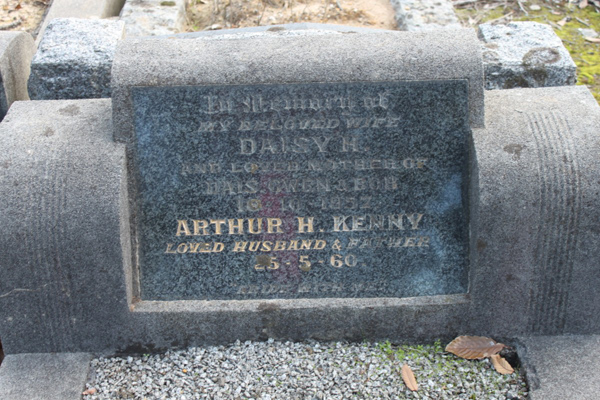 In Memory of
MY BELOVED WIFE
DAISY H.
AND LOVED MOTHER OF
ARTHUR H. KENNY
LOVED HUSBAND & FATHER
25-5-60